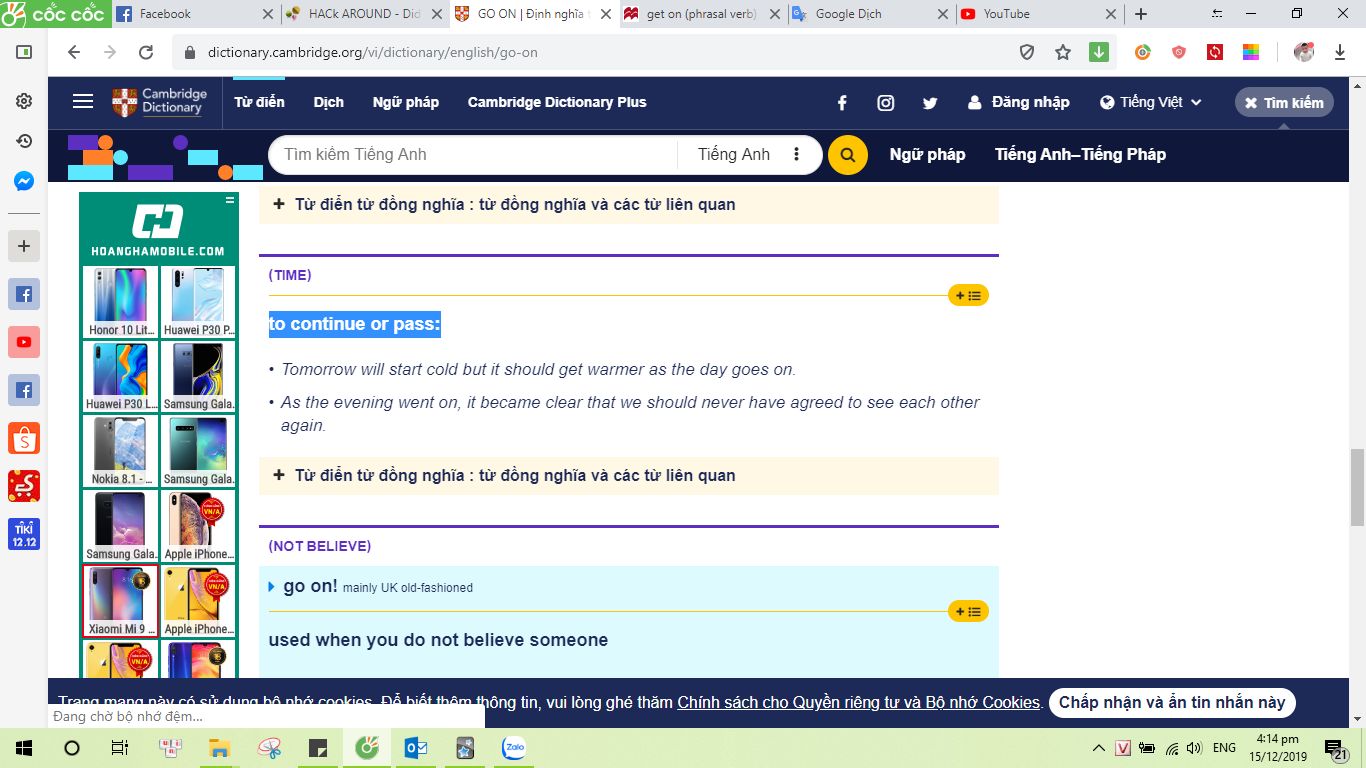 cốc cốc
Facebook
HACk AROUND - Did
GO ON | Định nghĩa t
get on (phrasal verb)
Google Dịch
YouTube
dictionary.cambridge.org/vi/dictionary/english/go-on
Cambridge
Dictionary
Từ điển
Dịch
Ngữ pháp
Cambridge Dictionary Plus
Đăng nhập
Tiếng Việt
Tìm kiếm
Tìm kiếm Tiếng Anh
Tiếng Anh
Ngữ pháp
Tiếng Anh–Tiếng Pháp
HOANGHAMOBILE.COM
Honor 10 Lit...
Huawei P30 P...
Huawei P30 L...
Samsung Gala...
Nokia 8.1 - ...
Samsung Gala...
Samsung Gala...
Apple iPhone...
VN/A
Xiaomi Mi 9 ...
Apple iPhone...
VN/A
VN/A
+ Từ điển từ đồng nghĩa : từ đồng nghĩa và các từ liên quan
(TIME)
+
to continue or pass:
• Tomorrow will start cold but it should get warmer as the day goes on.
• As the evening went on, it became clear that we should never have agreed to see each other
again.
+ Từ điển từ đồng nghĩa : từ đồng nghĩa và các từ liên quan
(NOT BELIEVE)
go on! mainly UK old-fashioned
+
used when you do not believe someone
Trang mạng này có sử dụng bộ nhớ cookies. Để biết thêm thông tin, vui lòng ghé thăm Chính sách cho Quyền riêng tư và Bộ nhớ Cookies.
Chấp nhận và ẩn tin nhắn này
Đang chờ bộ nhớ đệm...
TIKI
12.12
Zalo
V
ENG
4:14 pm
15/12/2019
21